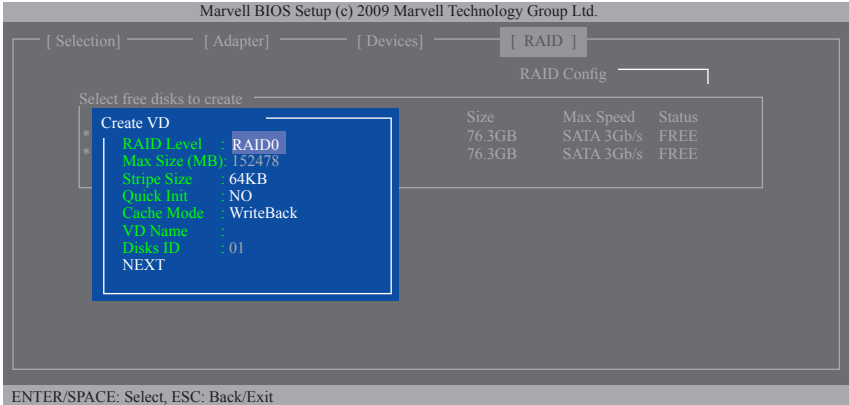 Marvell BIOS Setup (c) 2009 Marvell Technology Group Ltd.
[ Selection] [ Adapter] [ Devices] [ RAID ]
RAID Config
Select free disks to create
Size Max Speed Status
* 76.3GB SATA 3Gb/s FREE
* 76.3GB SATA 3Gb/s FREE
Create VD
RAID Level : RAID0
Max Size (MB): 152478
Stripe Size : 64KB
Quick Init : NO
Cache Mode : WriteBack
VD Name :
Disks ID : 01
NEXT
ENTER/SPACE: Select, ESC: Back/Exit